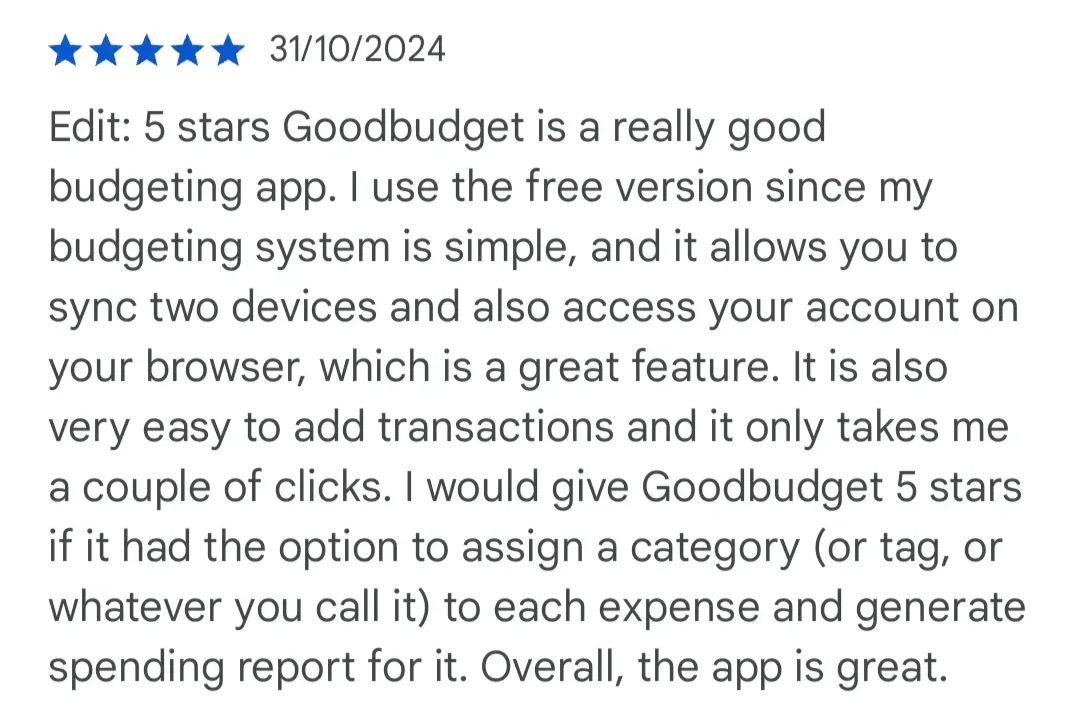 31/10/2024
Edit: 5 stars Goodbudget is a really good
budgeting app. I use the free version since my
budgeting system is simple, and it allows you to
sync two devices and also access your account on
your browser, which is a great feature. It is also
very easy to add transactions and it only takes me
a couple of clicks. I would give Goodbudget 5 stars
if it had the option to assign a category (or tag, or
whatever you call it) to each expense and generate
spending report for it. Overall, the app is great.